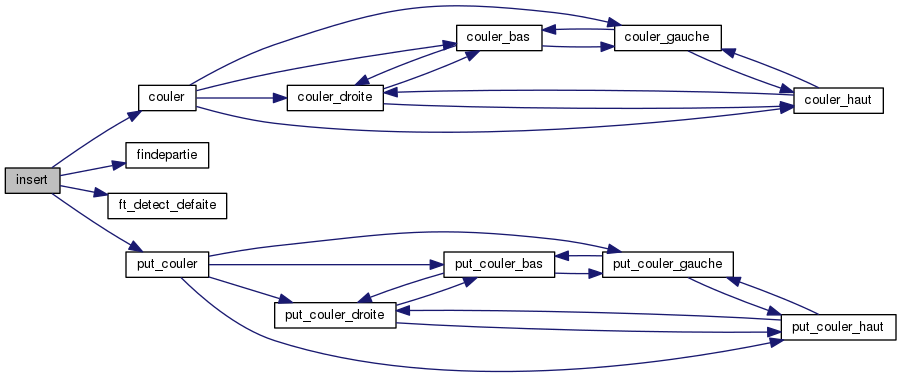 couler_bas
couler_gauche
couler
couler_droite
couler_haut
findepartie
insert
ft_detect_defaite
put_couler
put_couler_bas
put_couler_gauche
put_couler_droite
put_couler_haut